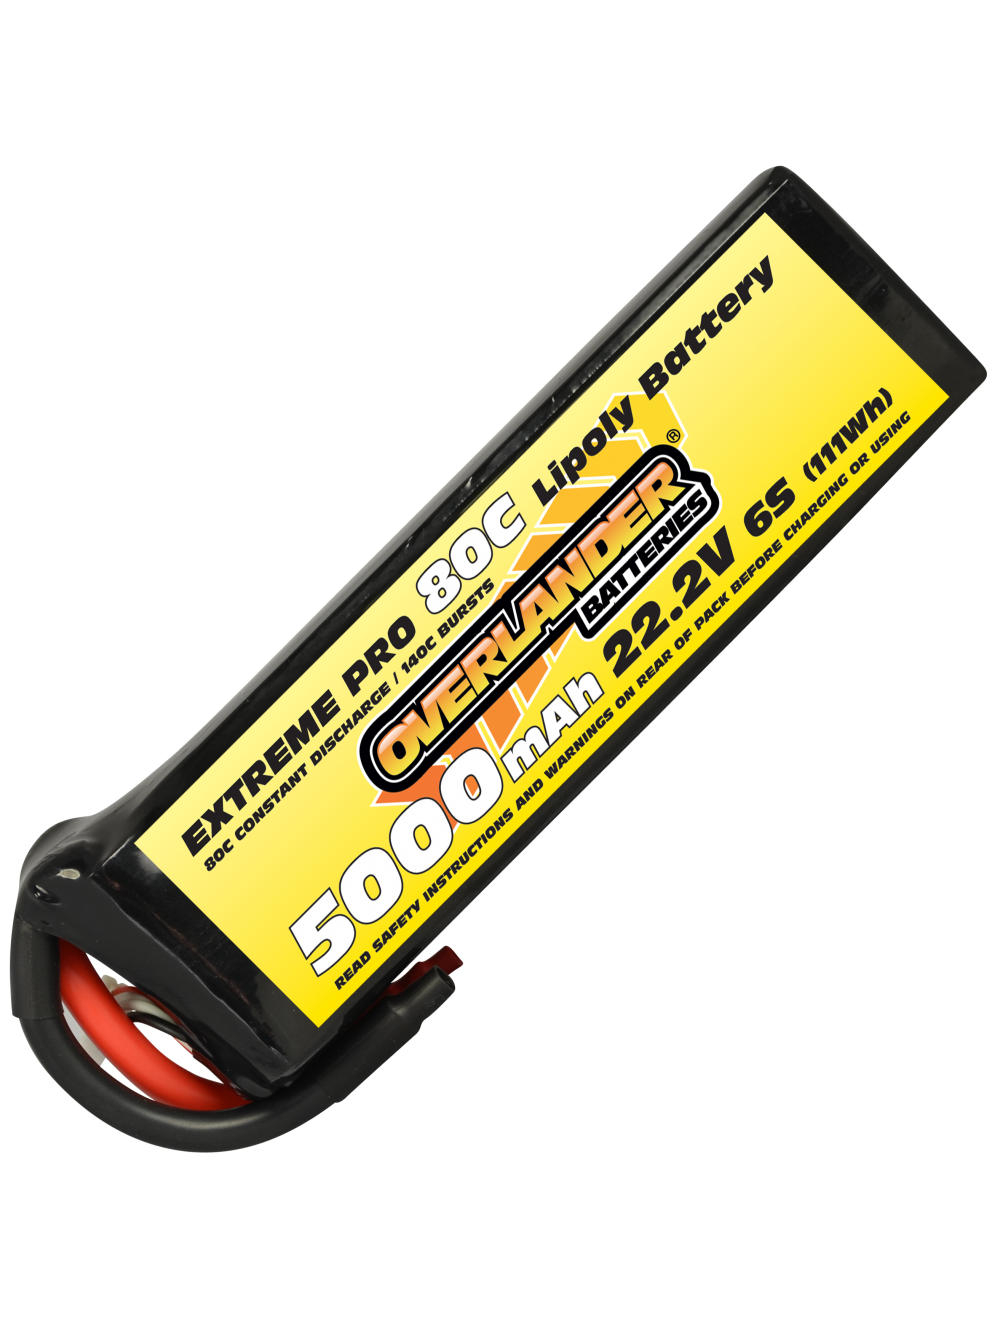 EXTREME PRO 80C Lipoly Battery
80C CONSTANT DISCHARGE / 140C BURSTS
OVERLANDER®
BATTERIES
5000mAh 22.2V 6S (111Wh)
READ SAFETY INSTRUCTIONS AND WARNINGS ON REAR OF PACK BEFORE CHARGING OR USING